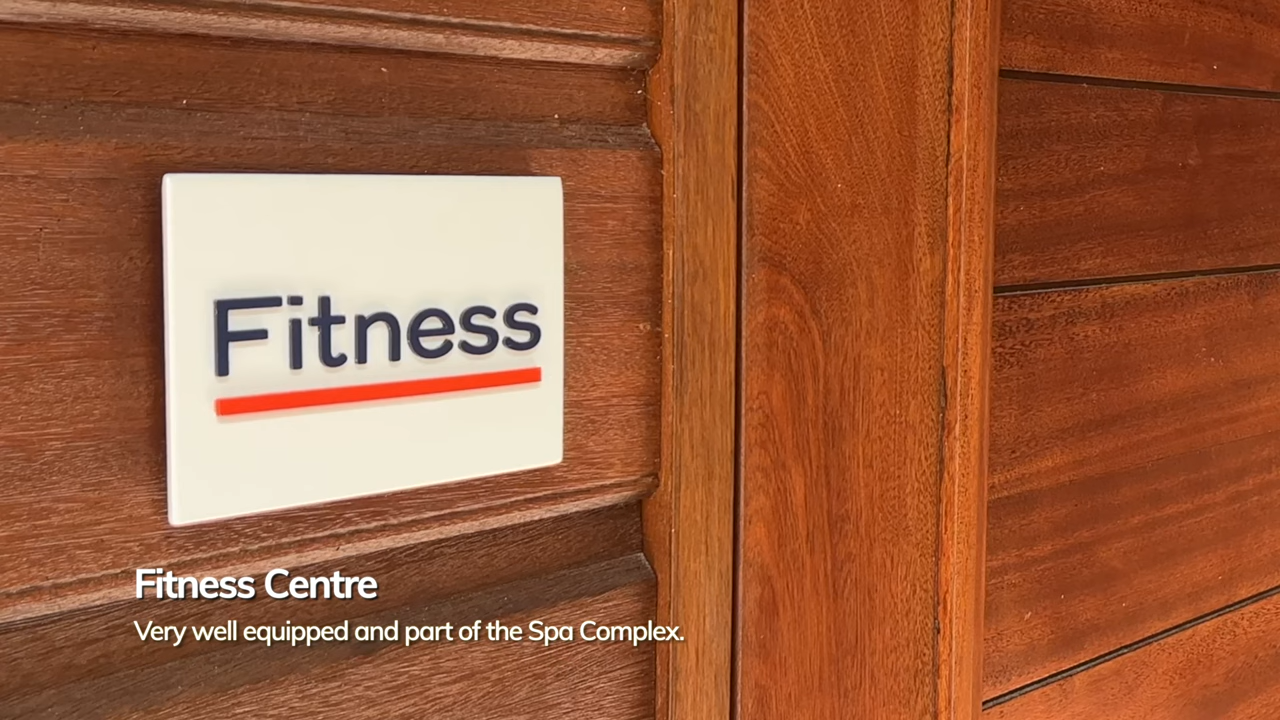 Fitness
Fitness Centre
Very well equipped and part of the Spa Complex.